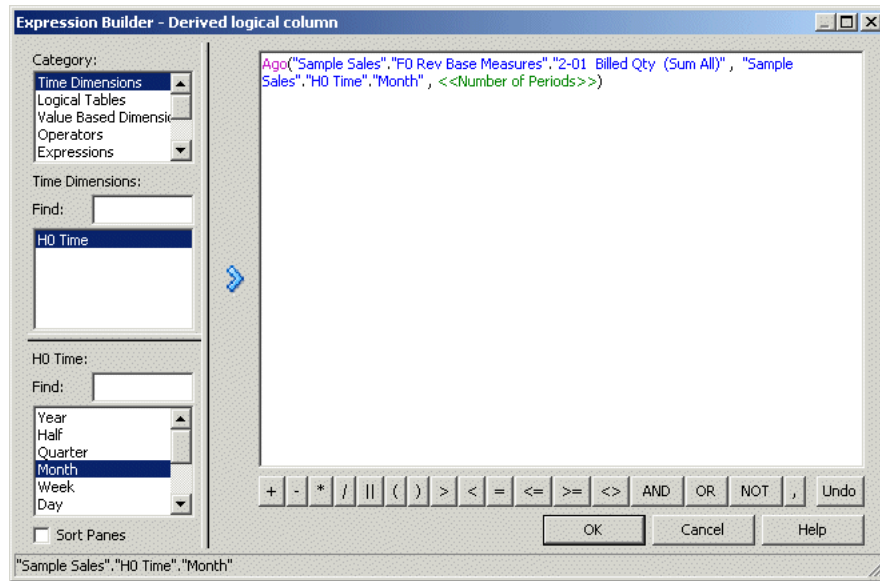 Expression Builder - Derived logical column
Category:
Time Dimensions
Logical Tables
Value Based Dimensic
Operators
Expressions
Time Dimensions:
Find:
H0 Time
H0 Time:
Find:
Year
Half
Quarter
Month
Week
Day
Sort Panes
Ago("Sample Sales"."F0 Rev Base Measures"."2-01  Billed Qty  (Sum All)" ,  "Sample
Sales"."H0 Time"."Month" , <<Number of Periods>>)
+ - * / || ( ) > < = <= >= <> AND OR NOT , Undo
OK Cancel Help
"Sample Sales"."H0 Time"."Month"